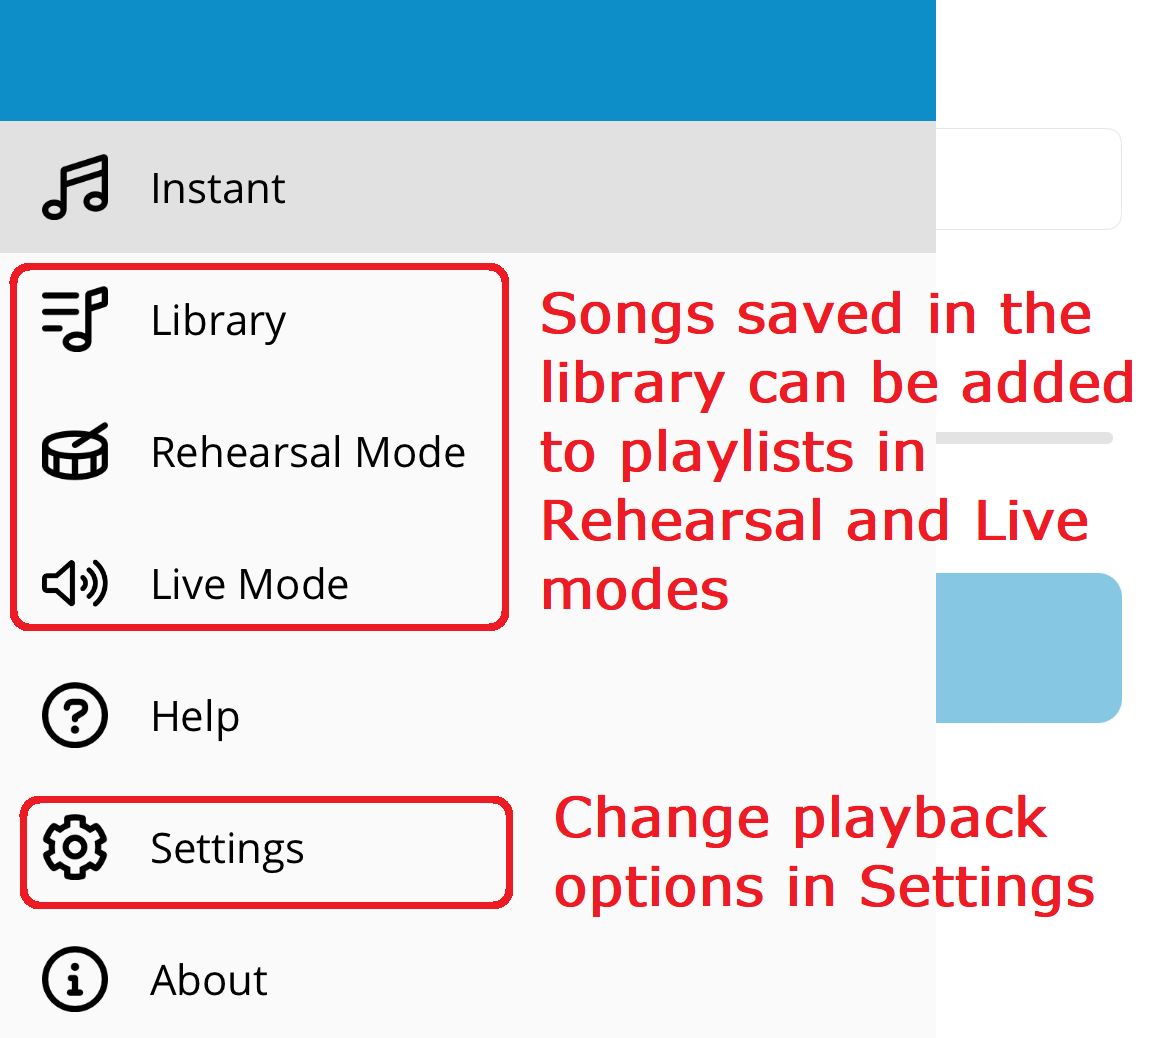 Instant
Library
Rehearsal Mode
Live Mode
Songs saved in the
library can be added
to playlists in
Rehearsal and Live
modes
Help
Settings
Change playback
options in Settings
About